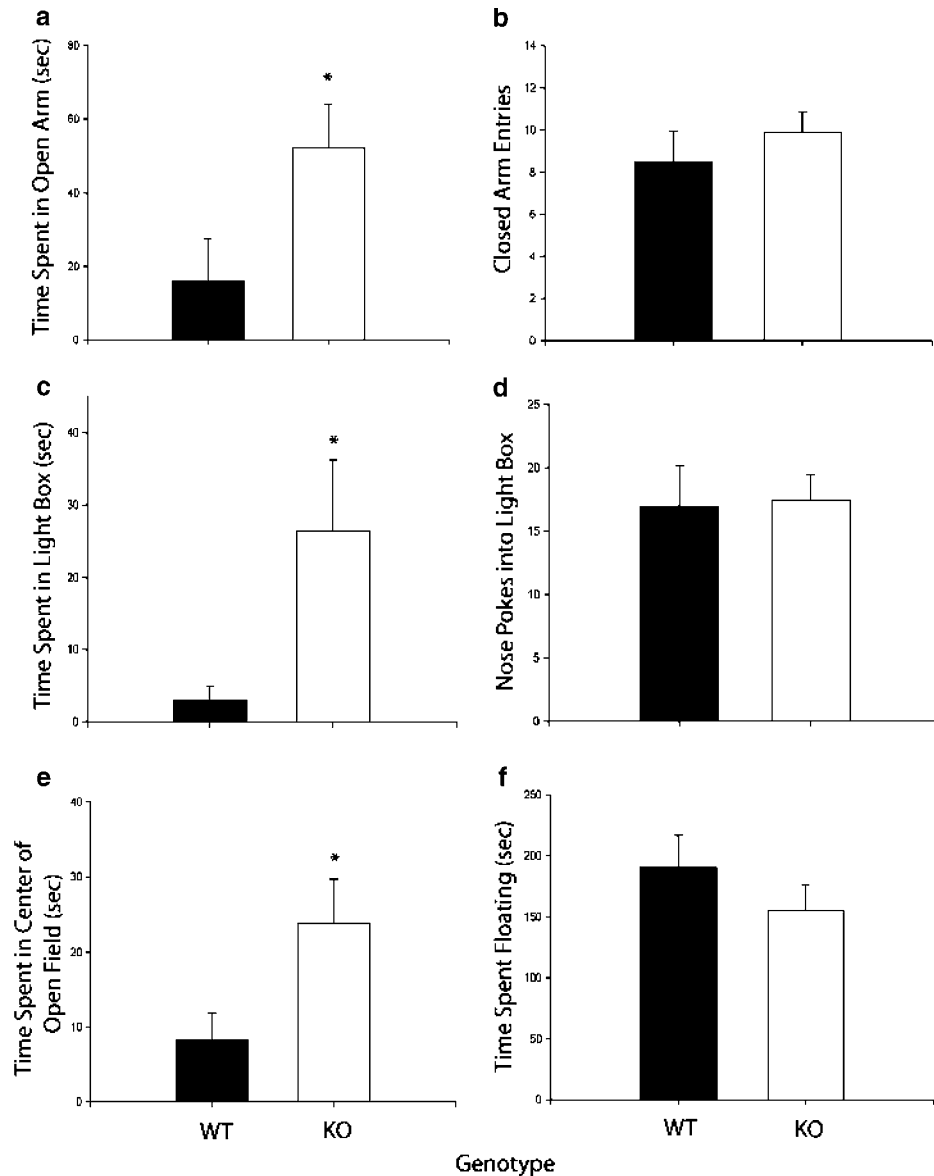 a
Time Spent in Open Arm (sec)
80
60
40
20
0
*
b
Closed Arm Entries
14
12
10
8
6
4
2
0
c
Time Spent in Light Box (sec)
40
30
20
10
0
*
d
Nose Pokes into Light Box
25
20
15
10
5
0
e
Time Spent in Center of
Open Field (sec)
40
30
20
10
0
*
WT KO
f
Time Spent Floating (sec)
250
200
150
100
50
0
WT KO
Genotype